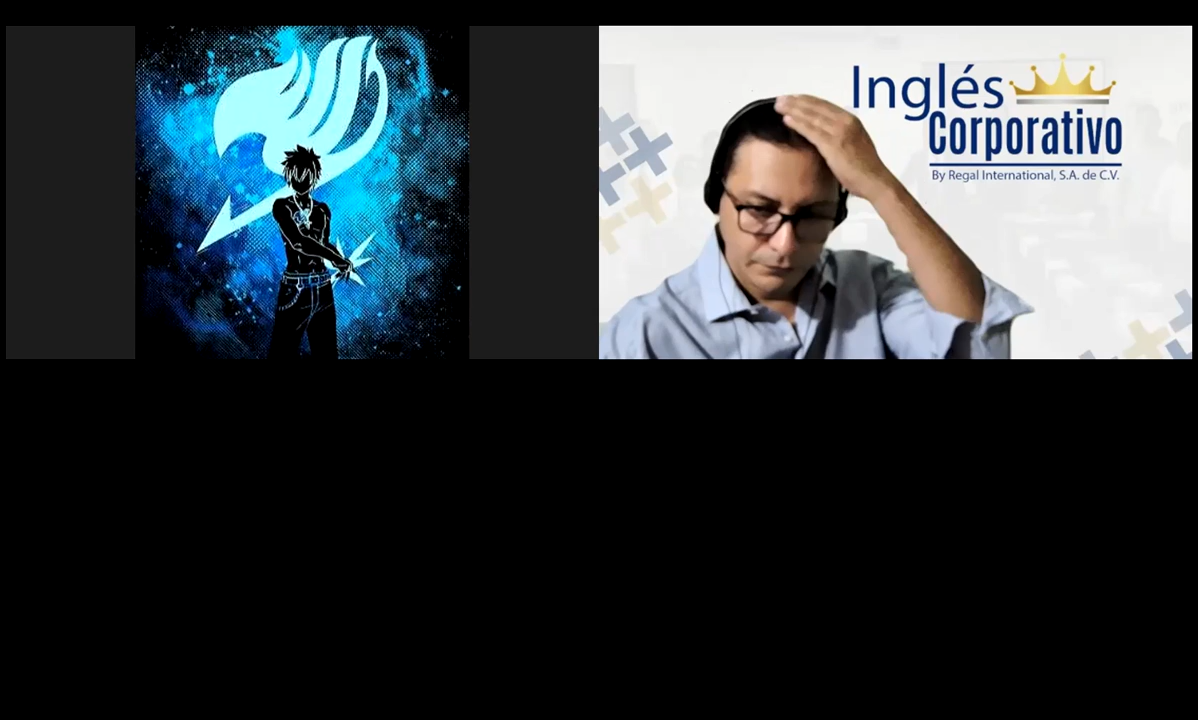 Inglés
Corporativo
By Regal International, S.A. de C.V.